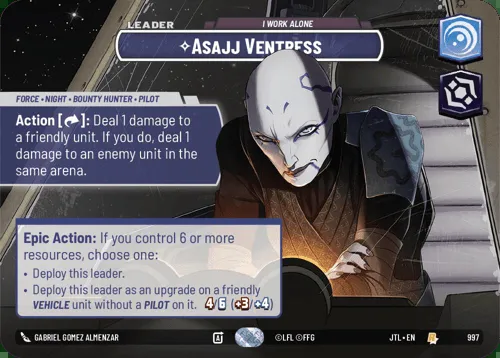 LEADER
I WORK ALONE
✧ASAJJ VENTRESS
FORCE • NIGHT • BOUNTY HUNTER • PILOT
Action [⤳]: Deal 1 damage to
a friendly unit. If you do, deal 1
damage to an enemy unit in the
same arena.
Epic Action: If you control 6 or more
resources, choose one:
• Deploy this leader.
• Deploy this leader as an upgrade on a friendly
VEHICLE unit without a PILOT on it. 4/6 (+3/+4)
GABRIEL GOMEZ ALMENZAR
©LFL ©FFG
JTL • EN
997